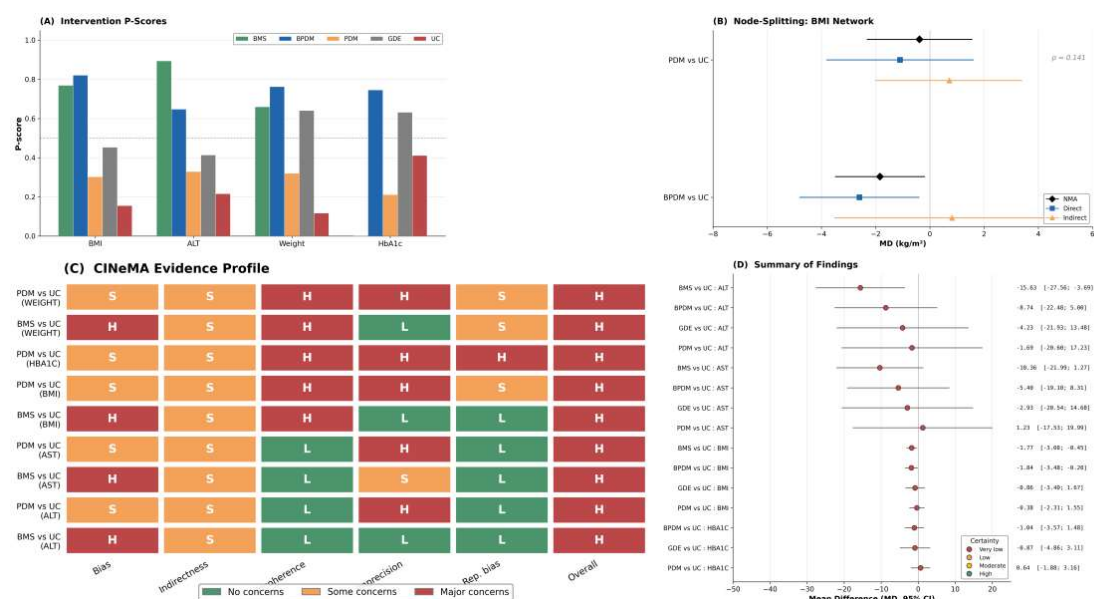 (A) Intervention P-Scores
BMS BPDM PDM GDE UC
P-score
1.0
0.8
0.6
0.4
0.2
0.0
BMI ALT Weight HbA1c
(B) Node-Splitting: BMI Network
PDM vs UC
p = 0.141
BPDM vs UC
NMA
Direct
Indirect
−8 −6 −4 −2 0 2 4 6
MD (kg/m²)
(C) CINeMA Evidence Profile
PDM vs UC
(WEIGHT)
S S H H S H
BMS vs UC
(WEIGHT)
H S H L S H
PDM vs UC
(HBA1C)
S S H H H H
PDM vs UC
(BMI)
S S H H S H
BMS vs UC
(BMI)
H S H L L H
PDM vs UC
(AST)
S S L H L H
BMS vs UC
(AST)
H S L S L H
PDM vs UC
(ALT)
S S L H L H
BMS vs UC
(ALT)
H S L L L H
Bias Indirectness Rep. bias Overall
No concerns Some concerns Major concerns
(D) Summary of Findings
BMS vs UC : ALT -15.63 [-27.56; -3.69]
BPDM vs UC : ALT -8.74 [-22.48; 5.00]
GDE vs UC : ALT -4.23 [-21.93; 13.48]
PDM vs UC : ALT -1.69 [-20.60; 17.23]
BMS vs UC : AST -10.36 [-21.99; 1.27]
BPDM vs UC : AST -5.40 [-19.10; 8.31]
GDE vs UC : AST -2.93 [-20.54; 14.68]
PDM vs UC : AST 1.23 [-17.53; 19.99]
BMS vs UC : BMI -1.77 [-3.08; -0.45]
BPDM vs UC : BMI -1.84 [-3.48; -0.20]
GDE vs UC : BMI -0.86 [-3.40; 1.67]
PDM vs UC : BMI -0.38 [-2.31; 1.55]
BPDM vs UC : HBA1C -1.04 [-3.57; 1.48]
GDE vs UC : HBA1C -0.87 [-4.86; 3.11]
PDM vs UC : HBA1C 0.64 [-1.88; 3.16]
Certainty
Very low
Low
Moderate
High
−50 −40 −30 −20 −10 0 10 20
Mean Difference (MD, 95% CI)